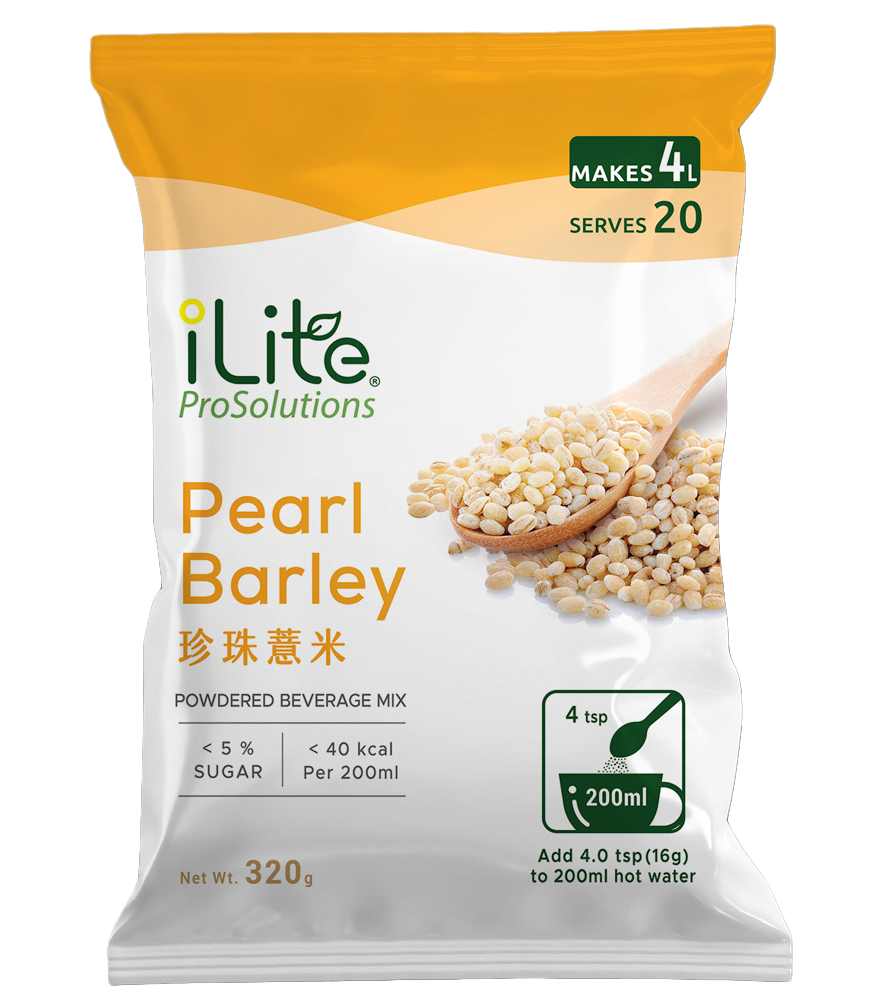 MAKES 4L
SERVES 20
iLite®
ProSolutions
Pearl
Barley
珍珠薏米
POWDERED BEVERAGE MIX
< 5 %
SUGAR
< 40 kcal
Per 200ml
4 tsp
200ml
Add 4.0 tsp(16g)
to 200ml hot water
Net Wt. 320g